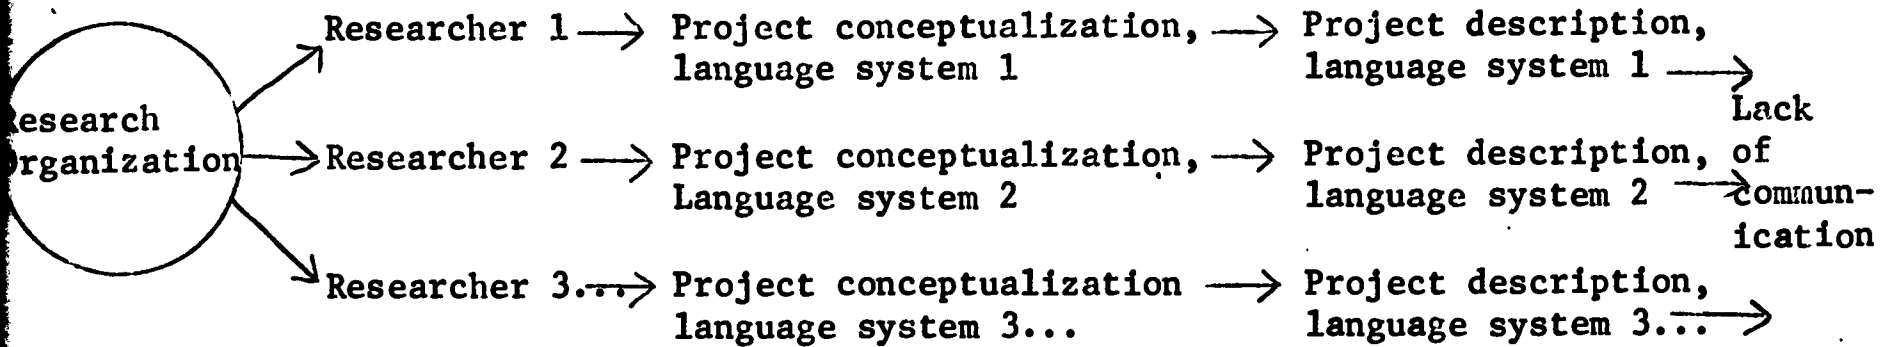 esearch
rganization
Researcher 1
Project conceptualization,
language system 1
Project description,
language system 1
Researcher 2
Project conceptualization,
Language system 2
Project description,
language system 2
Researcher 3...
Project conceptualization
language system 3...
Project description,
language system 3...
Lack
of
commun-
ication